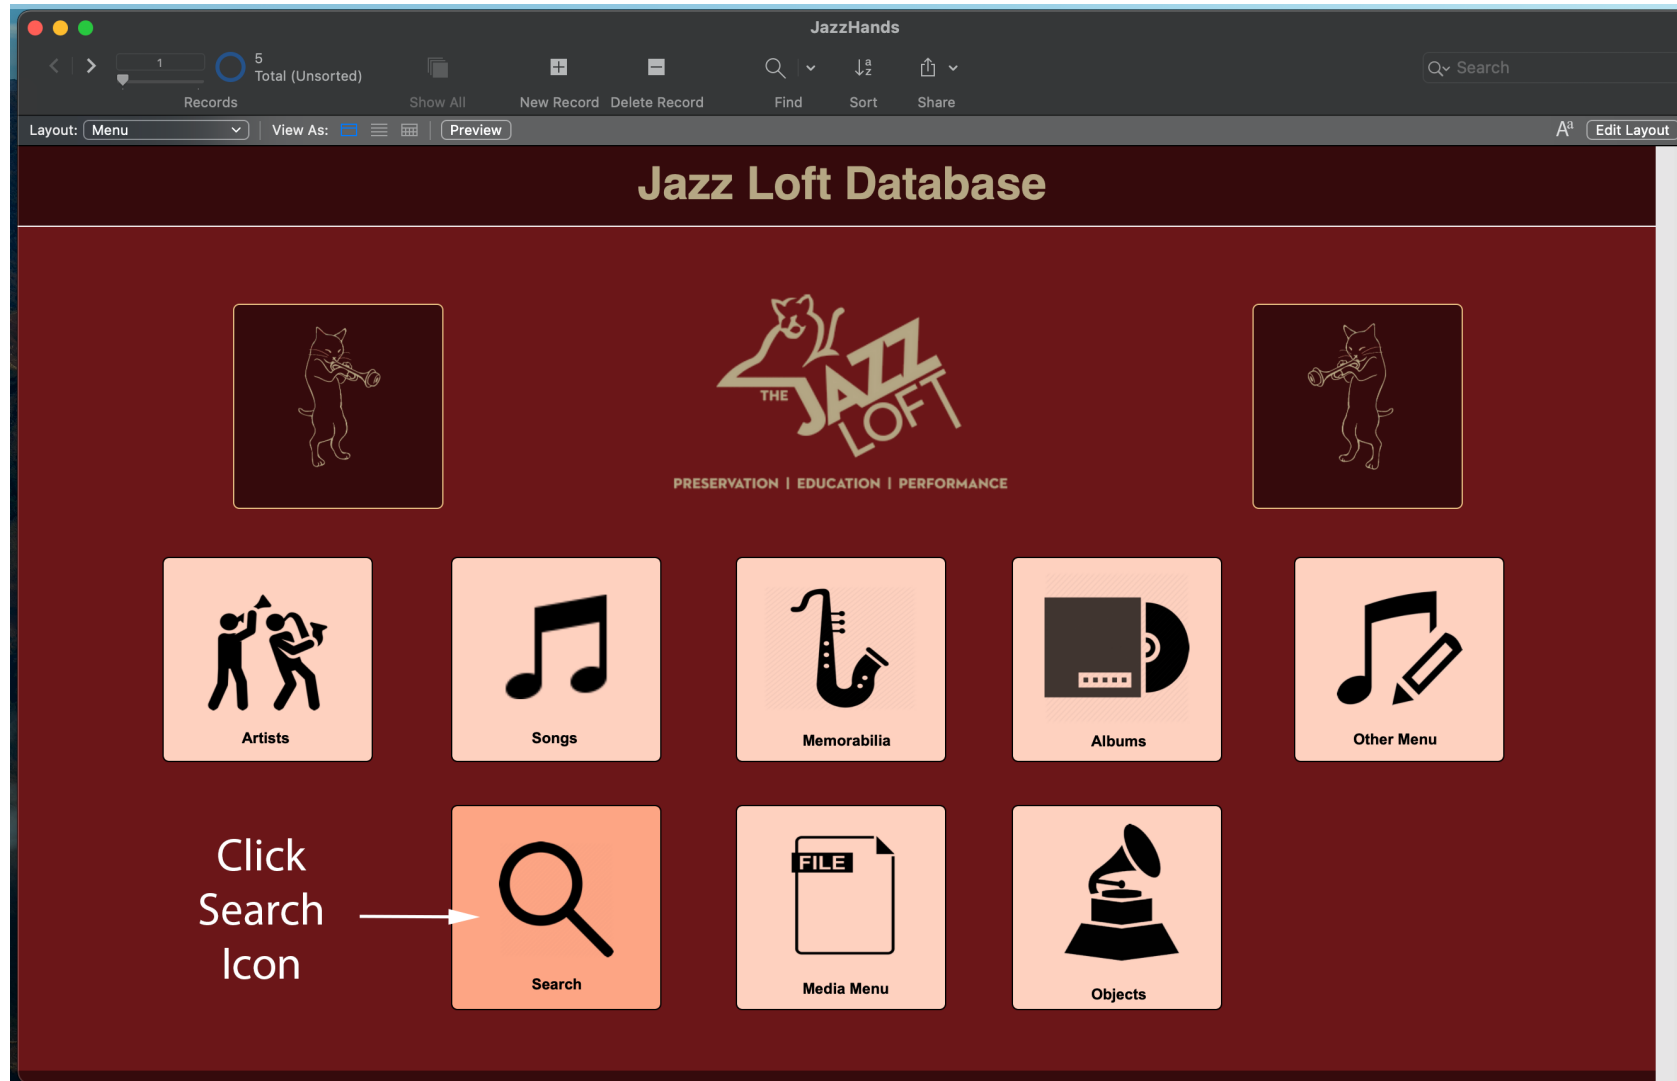 JazzHands
1
5
Total (Unsorted)
Search
Records
Show All
New Record
Delete Record
Find
Sort
Share
Layout:
Menu
View As:
Preview
Aa
Edit Layout
Jazz Loft Database
THE
JAZZ
LOFT
PRESERVATION | EDUCATION | PERFORMANCE
Artists
Songs
Memorabilia
Albums
Other Menu
Click
Search
Icon
FILE
Search
Media Menu
Objects